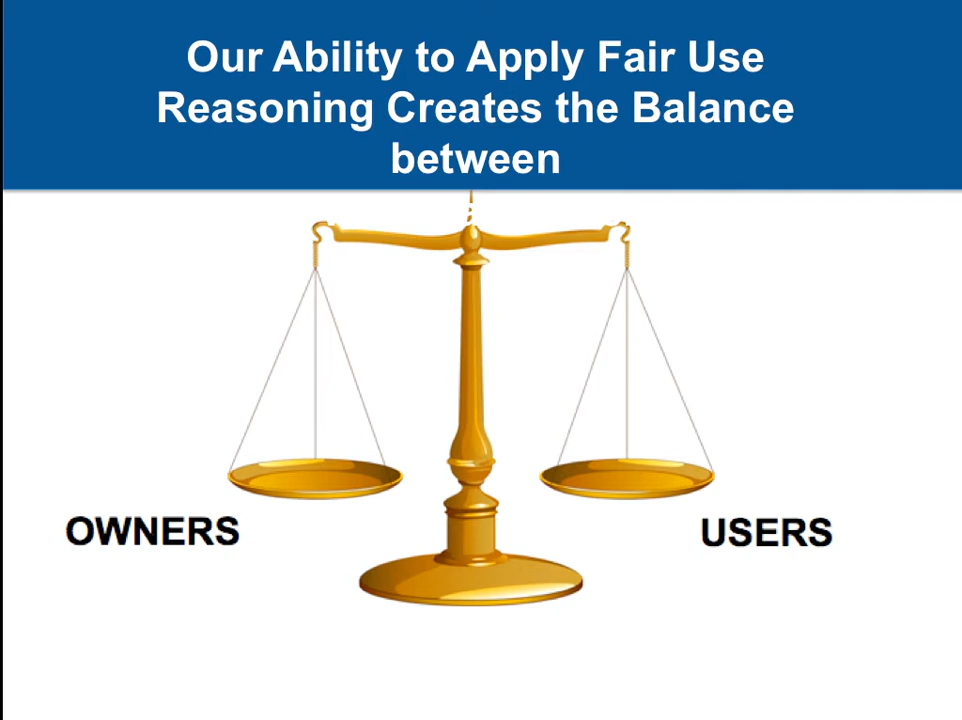 Our Ability to Apply Fair Use
Reasoning Creates the Balance
between
OWNERS
USERS